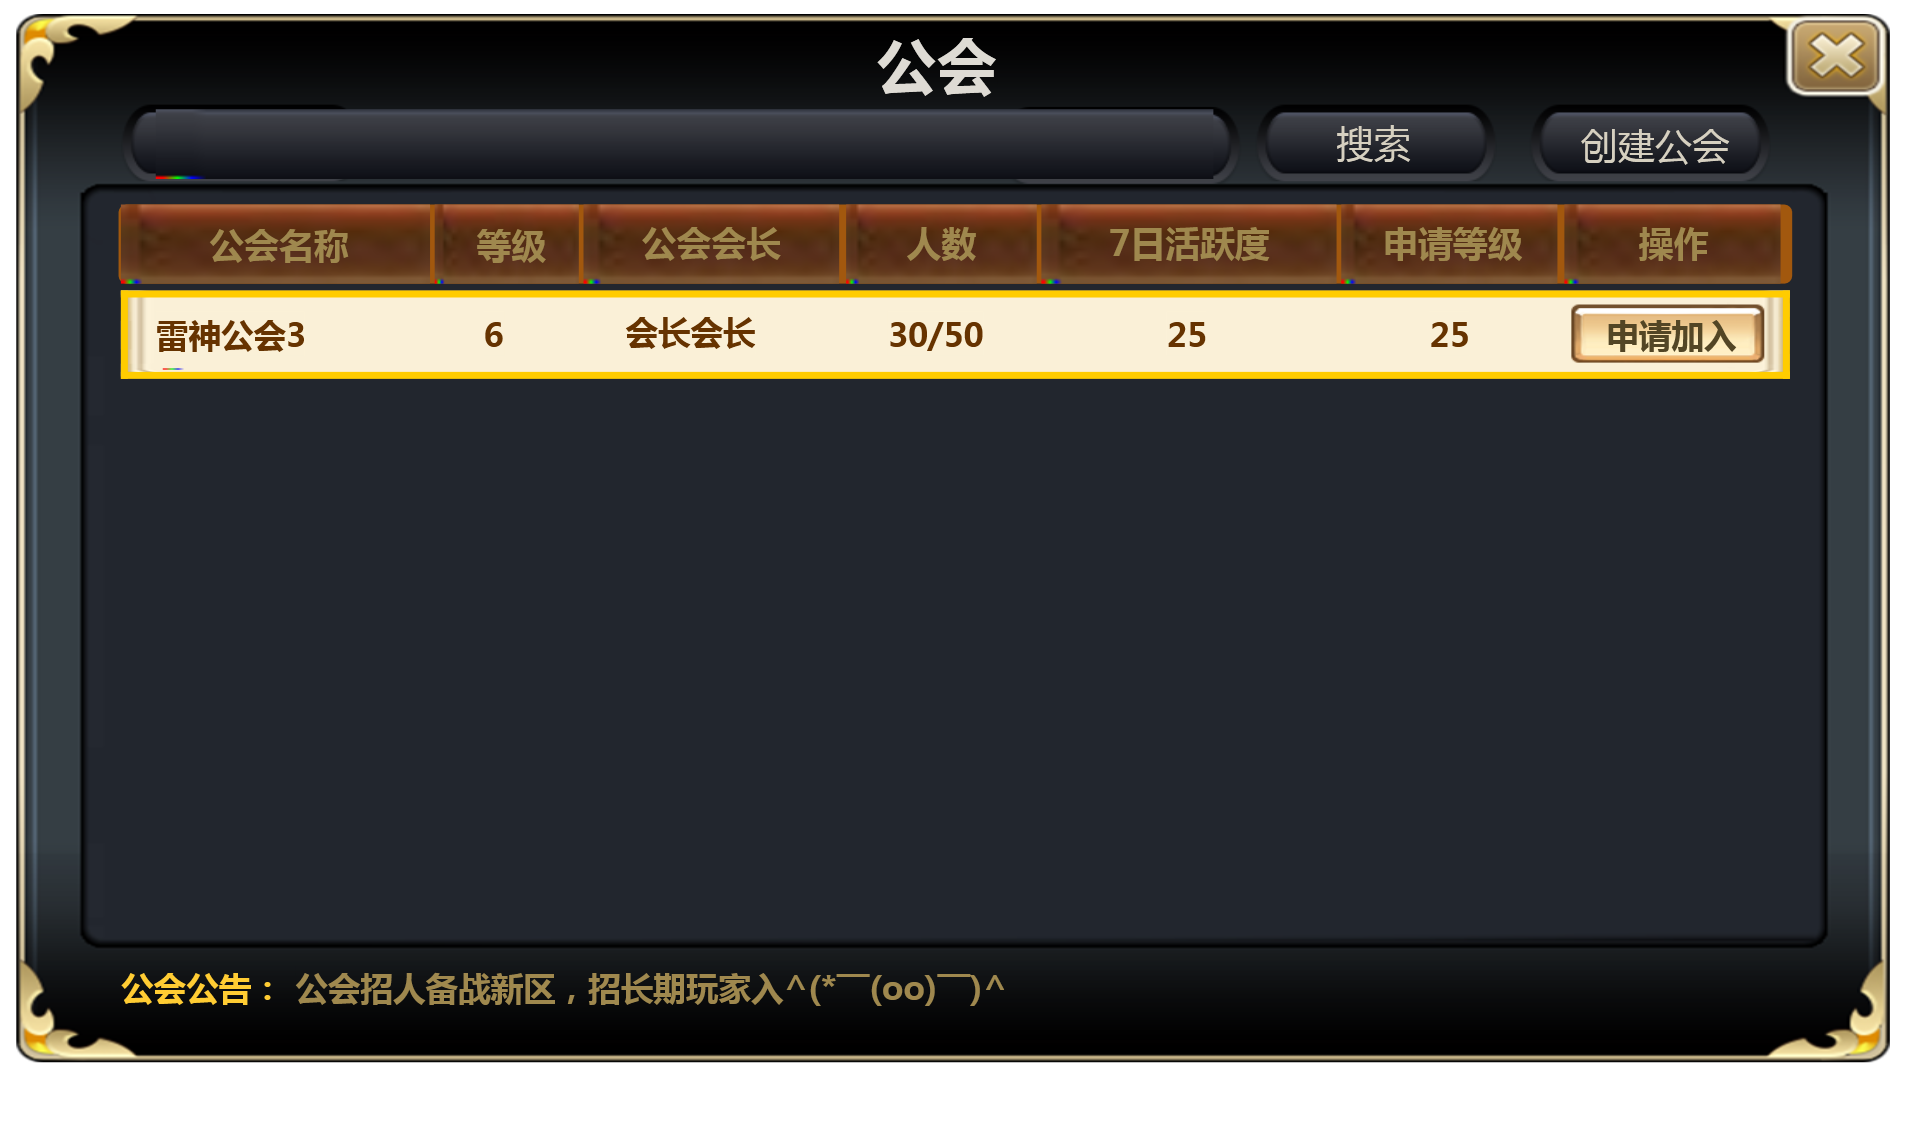 公会
搜索 创建公会
公会名称 等级 公会会长 人数 7日活跃度 申请等级 操作
雷神公会3 6 会长会长 30/50 25 25 申请加入
公会公告： 公会招人备战新区，招长期玩家入^(*￣(oo)￣)^